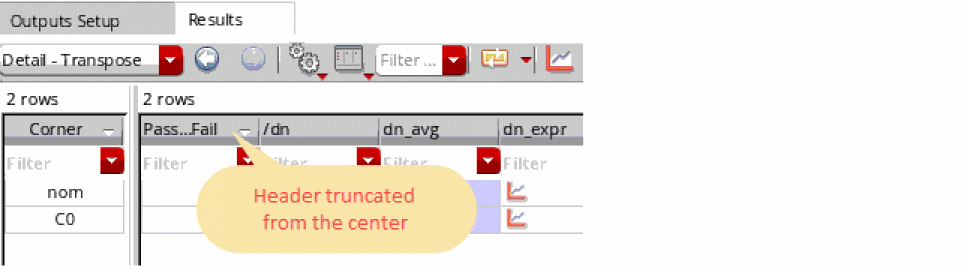 Outputs Setup Results
Detail - Transpose Filter ...
2 rows 2 rows
Corner Pass...Fail /dn dn_avg dn_expr
Filter Filter Filter Filter Filter
nom
C0
Header truncated
from the center